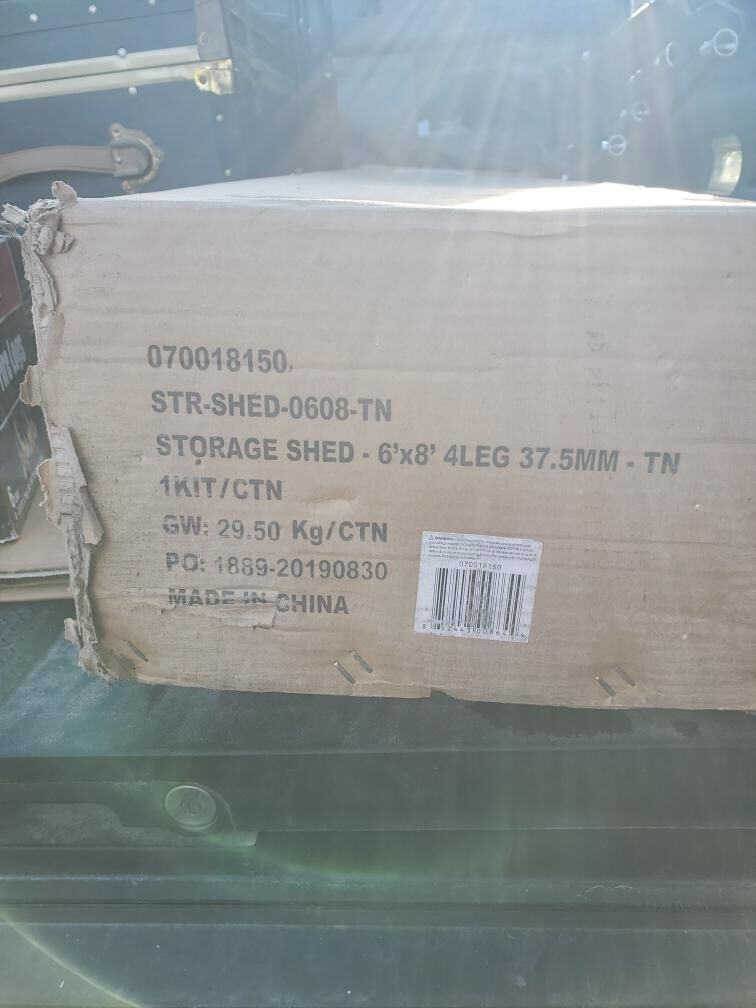 070018150
STR-SHED-0608-TN
STORAGE SHED - 6'x8' 4LEG 37.5MM - TN
1KIT/CTN
GW: 29.50 Kg/CTN
PO: 1889-20190830
MADE IN CHINA
WARNING:
070018150